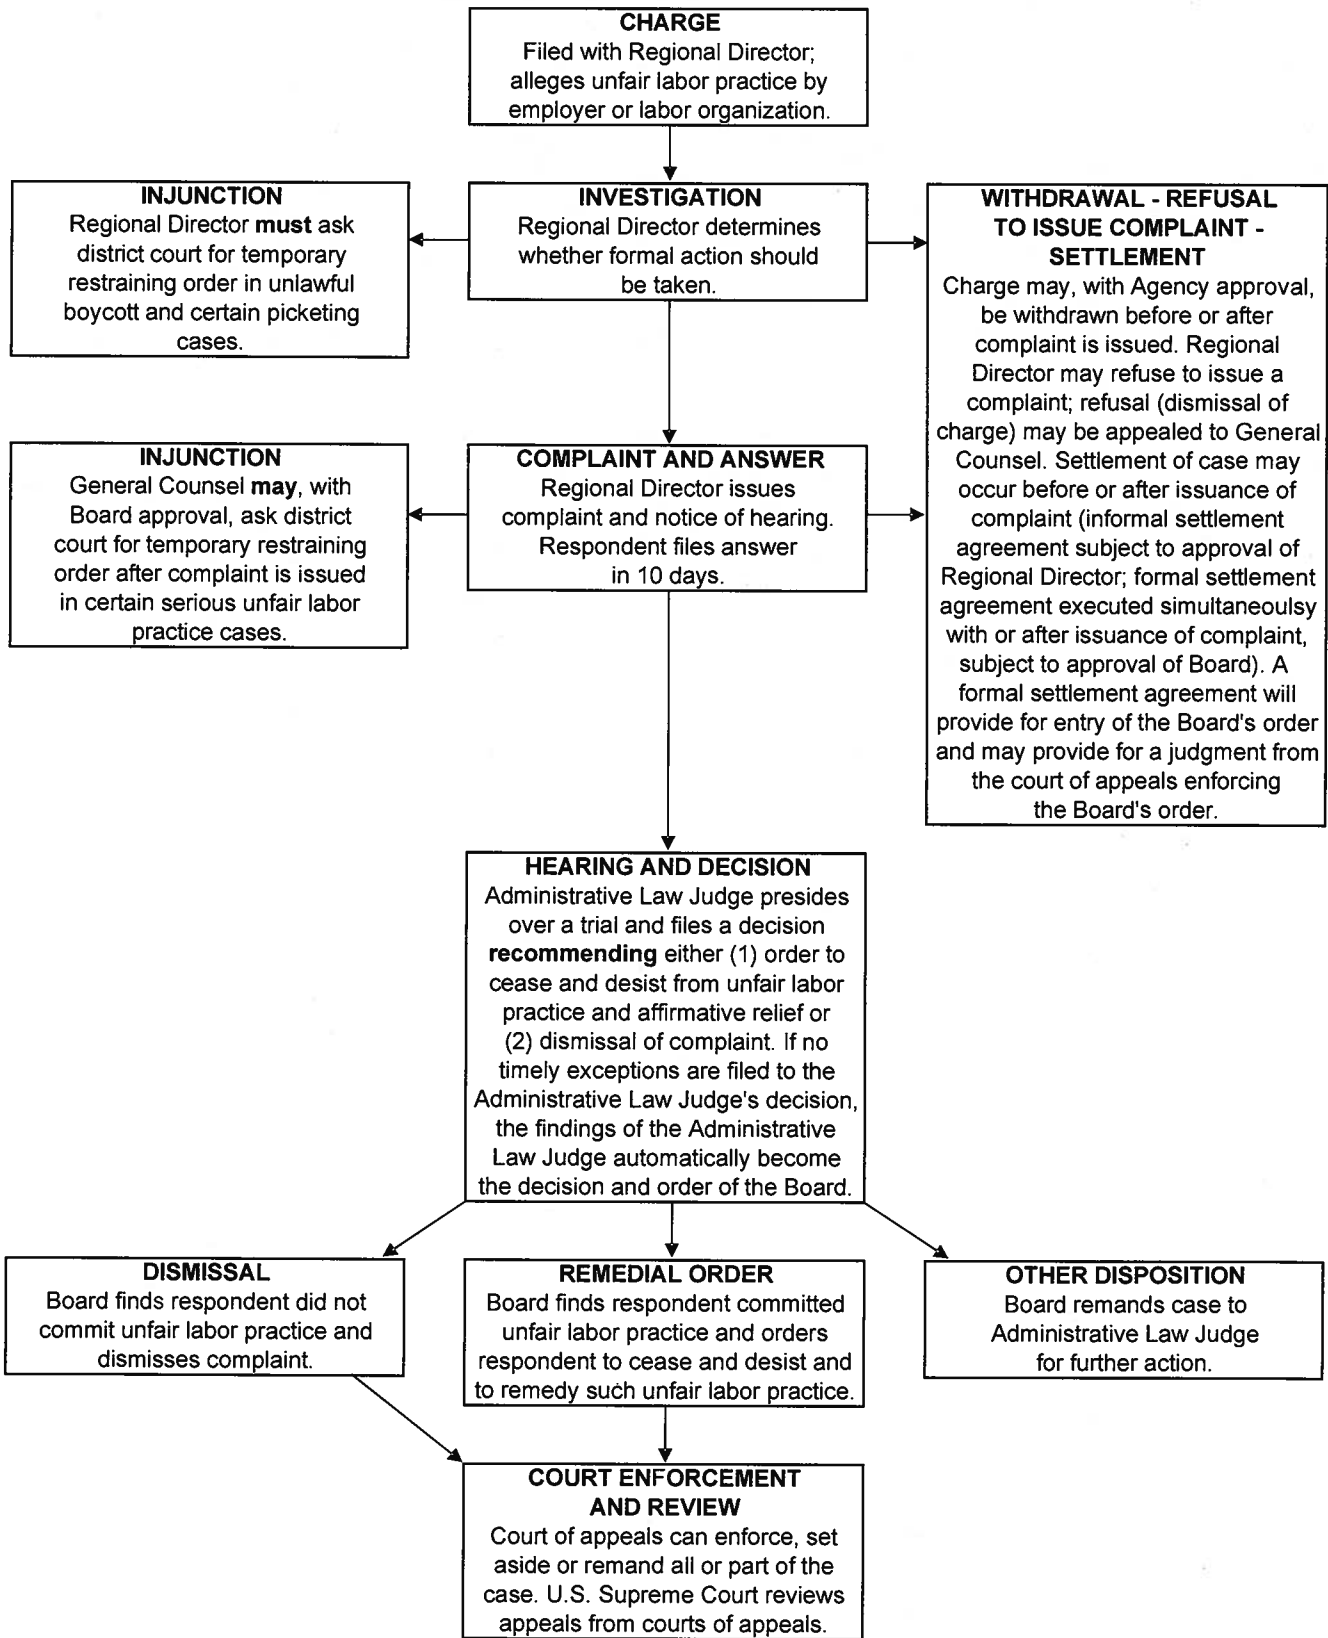 CHARGE
Filed with Regional Director;
alleges unfair labor practice by
employer or labor organization.
INJUNCTION
Regional Director must ask
district court for temporary
restraining order in unlawful
boycott and certain picketing
cases.
INVESTIGATION
Regional Director determines
whether formal action should
be taken.
WITHDRAWAL - REFUSAL
TO ISSUE COMPLAINT -
SETTLEMENT
Charge may, with Agency approval,
be withdrawn before or after
complaint is issued. Regional
Director may refuse to issue a
complaint; refusal (dismissal of
charge) may be appealed to General
Counsel. Settlement of case may
occur before or after issuance of
complaint (informal settlement
agreement subject to approval of
Regional Director; formal settlement
agreement executed simultaneoulsy
with or after issuance of complaint,
subject to approval of Board). A
formal settlement agreement will
provide for entry of the Board's order
and may provide for a judgment from
the court of appeals enforcing
the Board's order.
INJUNCTION
General Counsel may, with
Board approval, ask district
court for temporary restraining
order after complaint is issued
in certain serious unfair labor
practice cases.
COMPLAINT AND ANSWER
Regional Director issues
complaint and notice of hearing.
Respondent files answer
in 10 days.
HEARING AND DECISION
Administrative Law Judge presides
over a trial and files a decision
recommending either (1) order to
cease and desist from unfair labor
practice and affirmative relief or
(2) dismissal of complaint. If no
timely exceptions are filed to the
Administrative Law Judge's decision,
the findings of the Administrative
Law Judge automatically become
the decision and order of the Board.
DISMISSAL
Board finds respondent did not
commit unfair labor practice and
dismisses complaint.
REMEDIAL ORDER
Board finds respondent committed
unfair labor practice and orders
respondent to cease and desist and
to remedy such unfair labor practice.
OTHER DISPOSITION
Board remands case to
Administrative Law Judge
for further action.
COURT ENFORCEMENT
AND REVIEW
Court of appeals can enforce, set
aside or remand all or part of the
case. U.S. Supreme Court reviews
appeals from courts of appeals.